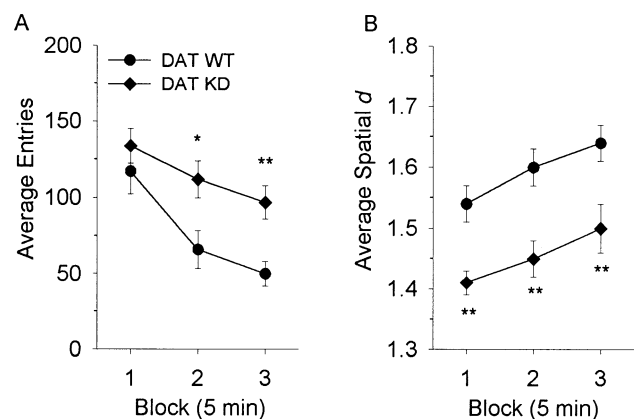 A
200
150
100
50
0
Average Entries
DAT WT
DAT KD
*
**
1 2 3
Block (5 min)
B
1.8
1.7
1.6
1.5
1.4
1.3
Average Spatial d
**
**
**
1 2 3
Block (5 min)